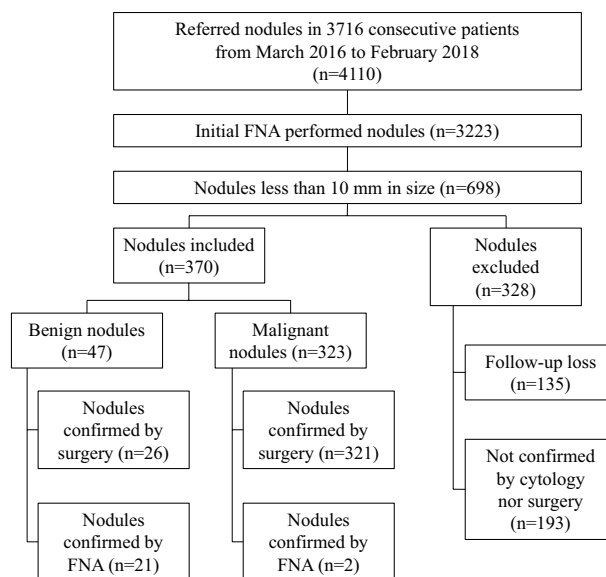 Referred nodules in 3716 consecutive patients
from March 2016 to February 2018
(n=4110)
Initial FNA performed nodules (n=3223)
Nodules less than 10 mm in size (n=698)
Nodules included
(n=370)
Nodules
excluded
(n=328)
Benign nodules
(n=47)
Malignant
nodules (n=323)
Nodules
confirmed by
surgery (n=26)
Nodules
confirmed by
surgery (n=321)
Nodules
confirmed by
FNA (n=21)
Nodules
confirmed by
FNA (n=2)
Follow-up loss
(n=135)
Not confirmed
by cytology
nor surgery
(n=193)